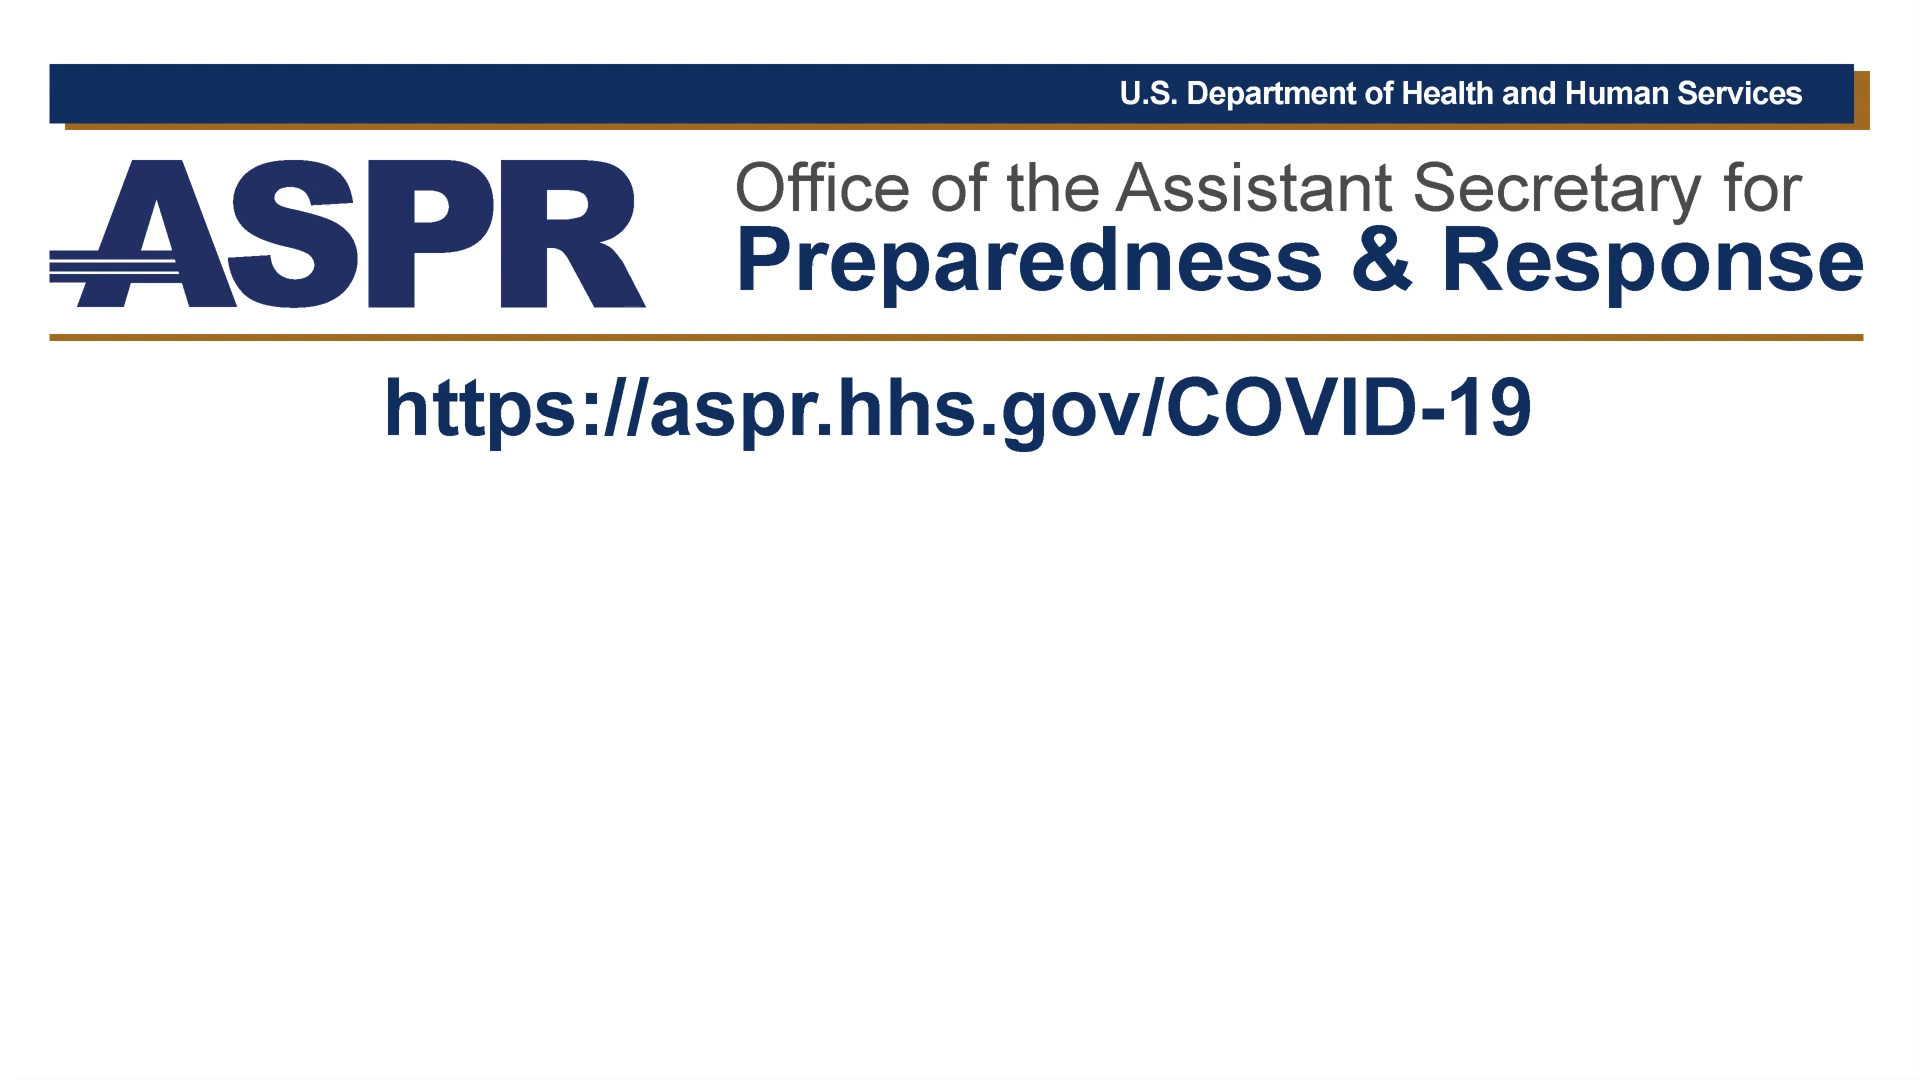 U.S. Department of Health and Human Services
ASPR
Office of the Assistant Secretary for
Preparedness & Response
https://aspr.hhs.gov/COVID-19